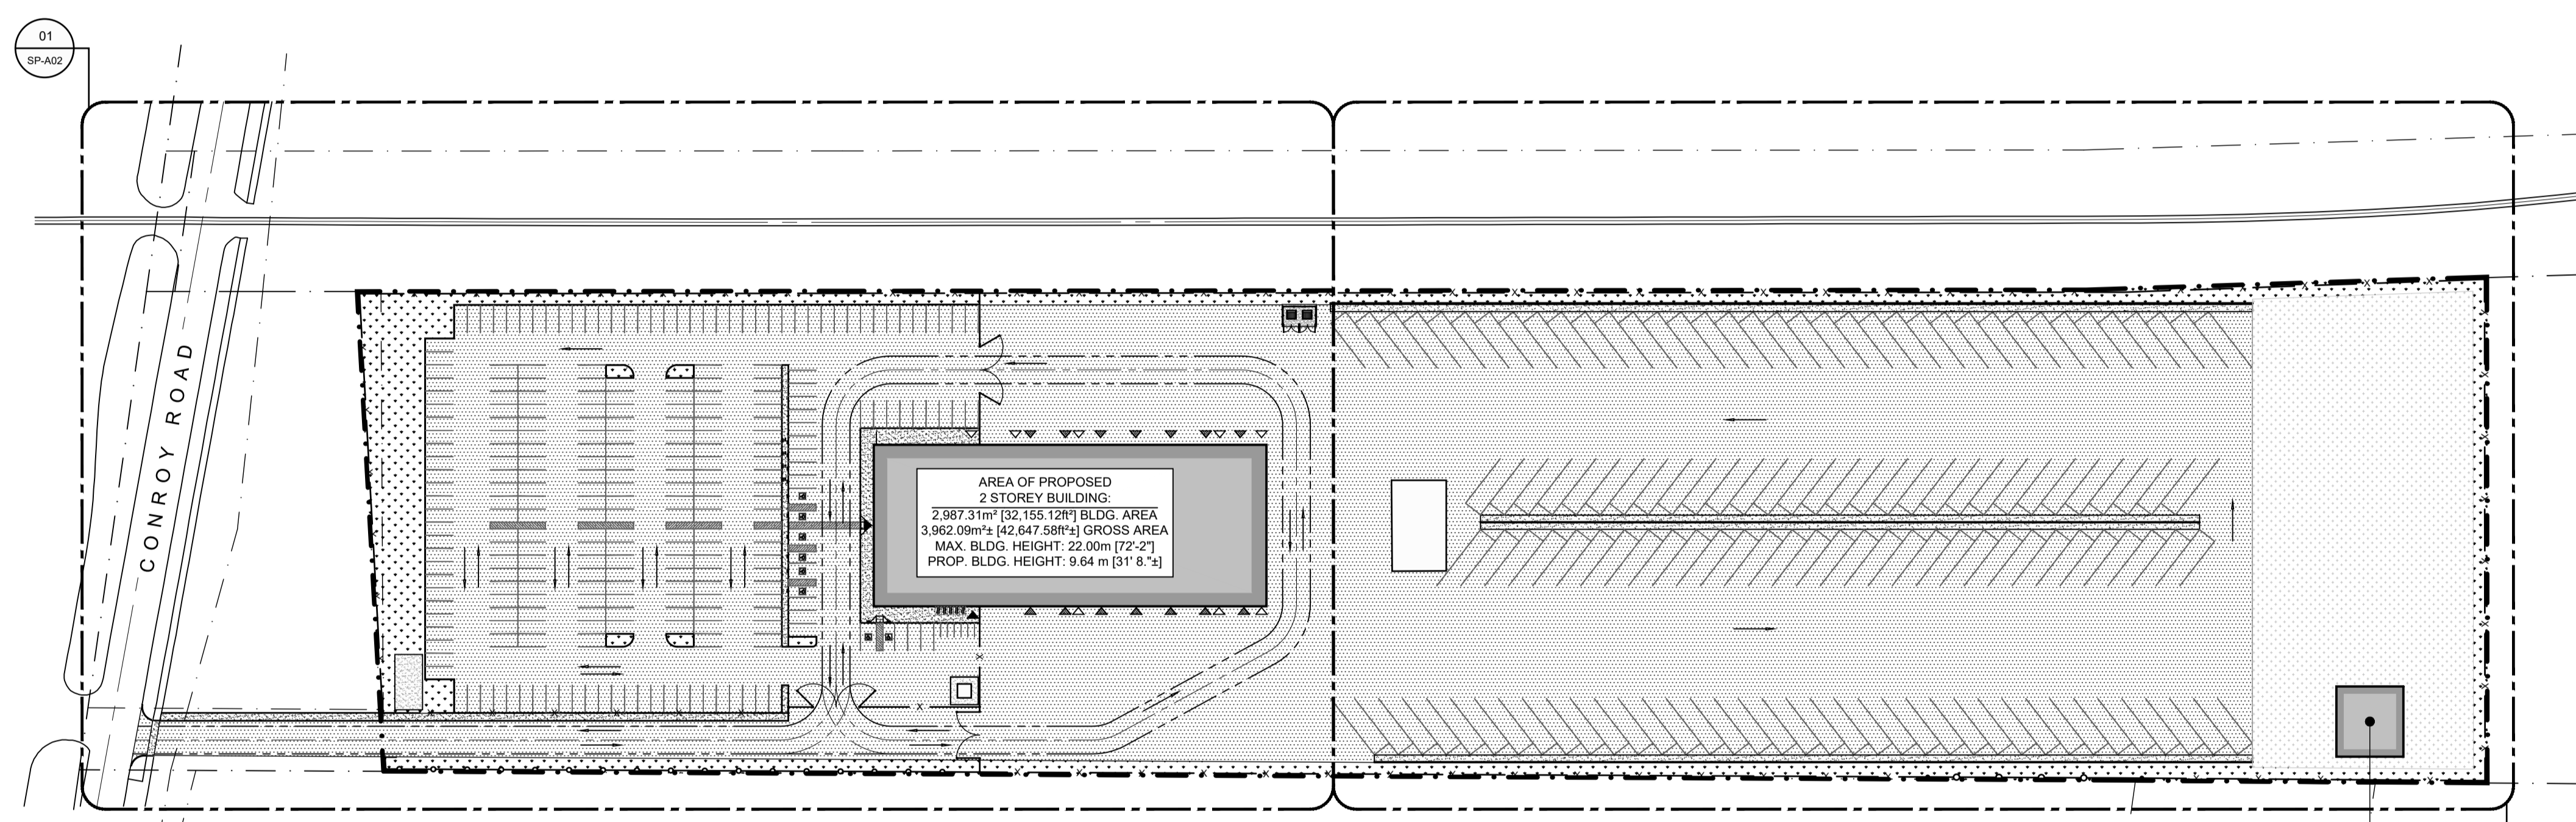 01
SP-A02
CONROY ROAD
AREA OF PROPOSED
2 STOREY BUILDING:
2,987.31m² [32,155.12ft²] BLDG. AREA
3,962.09m²± [42,647.58ft²±] GROSS AREA
MAX. BLDG. HEIGHT: 22.00m [72'-2"]
PROP. BLDG. HEIGHT: 9.64 m [31' 8."±]